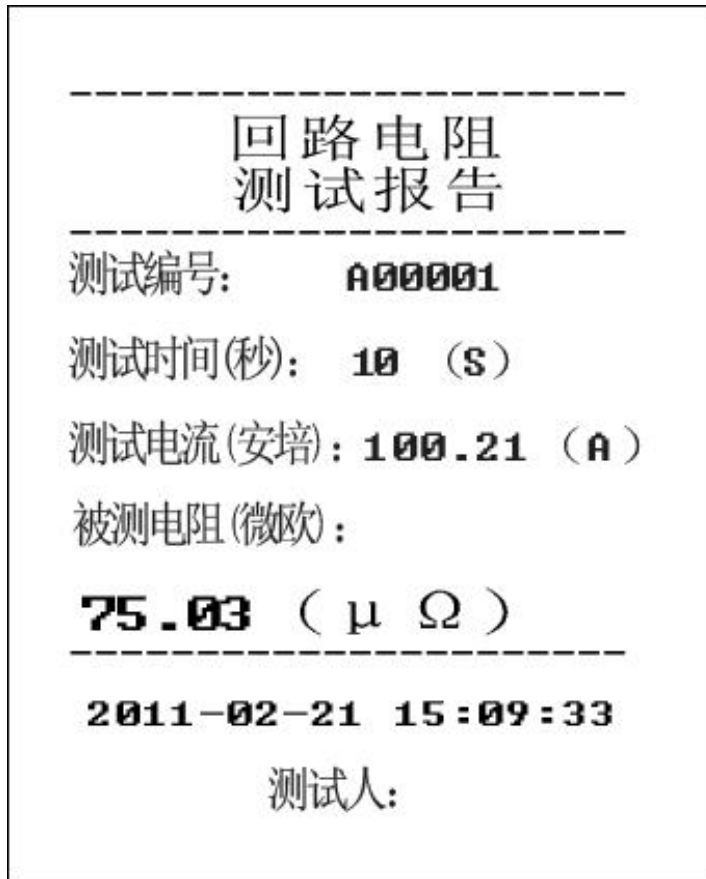 回路电阻
测试报告
测试编号： A00001
测试时间(秒)： 10 （S）
测试电流(安培)：100.21 （A）
被测电阻(微欧)：
75.03 （μ Ω）
2011-02-21 15:09:33
测试人：